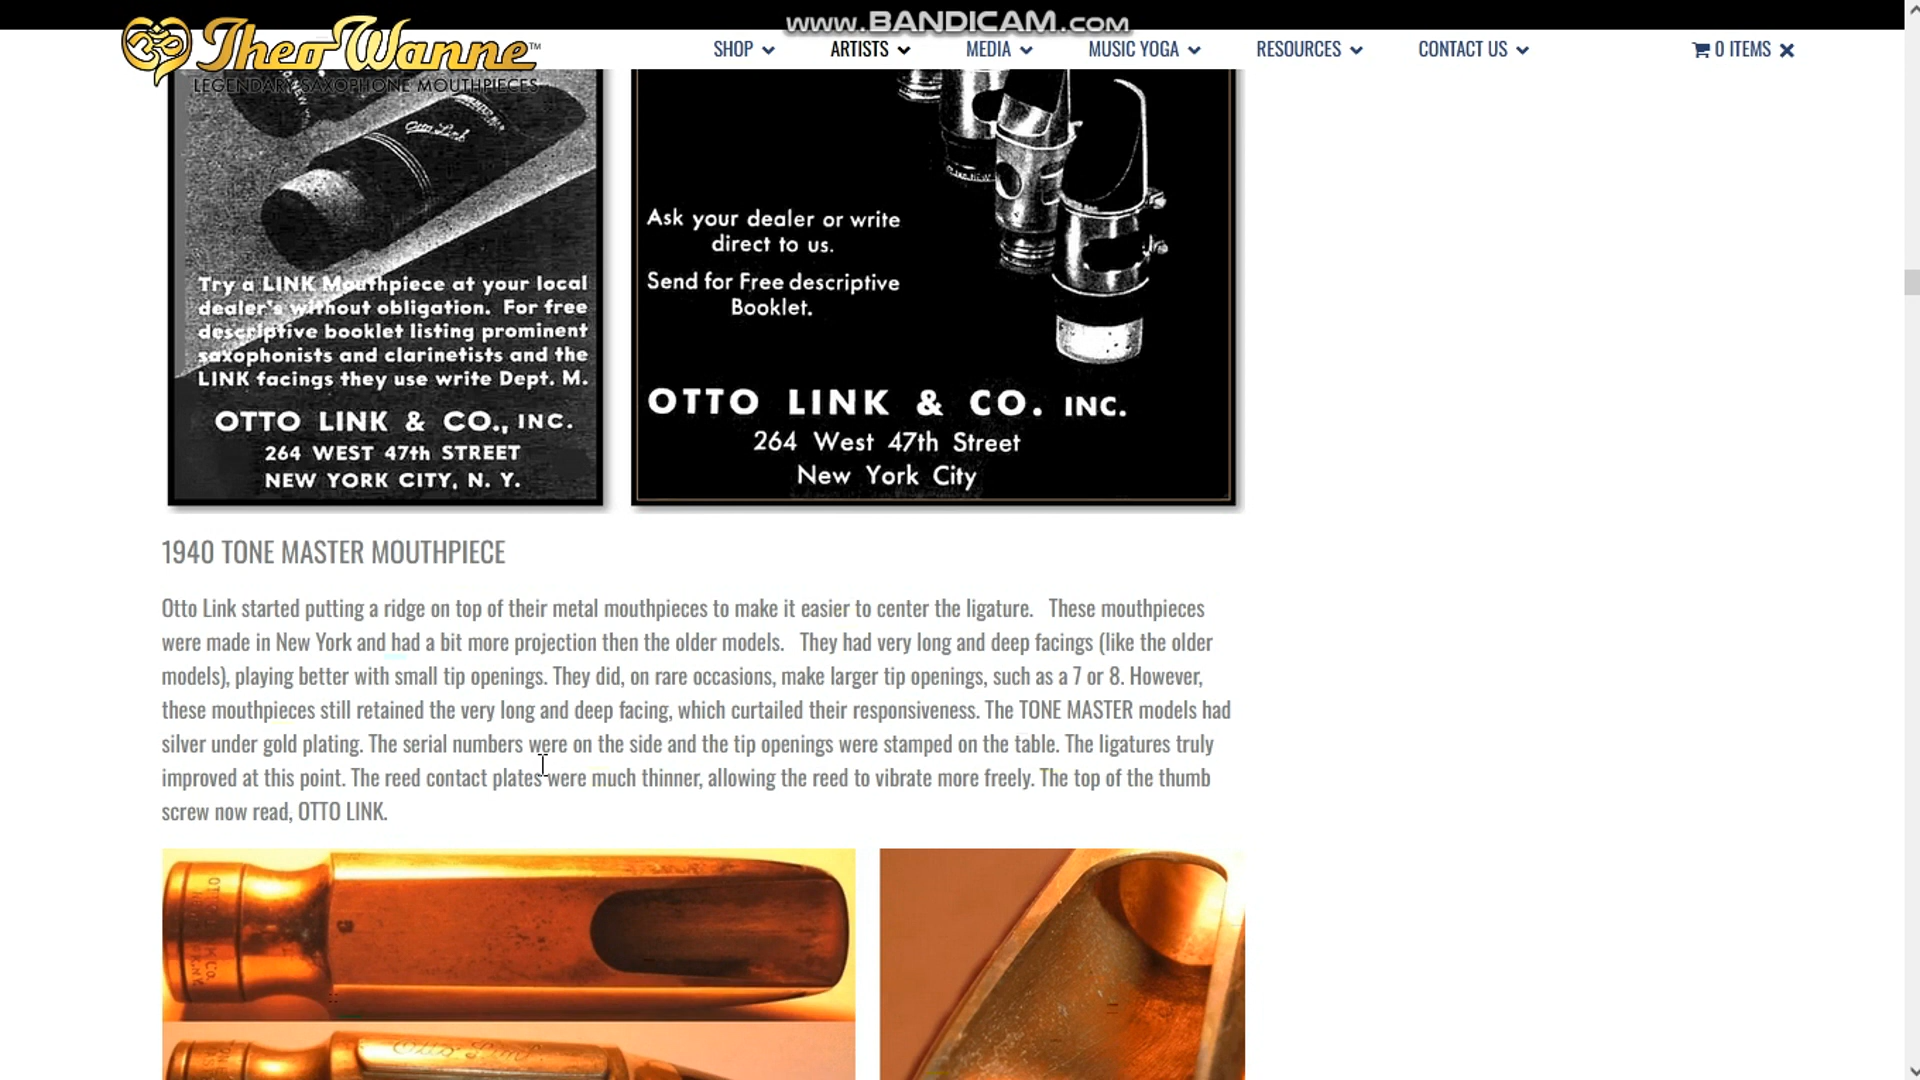 www.BANDICAM.com
Theo Wanne™
LEGENDARY SAXOPHONE MOUTHPIECES
SHOP
ARTISTS
MEDIA
MUSIC YOGA
RESOURCES
CONTACT US
0 ITEMS
Otto Link
Try a LINK Mouthpiece at your local
dealer's without obligation. For free
descriptive booklet listing prominent
saxophonists and clarinetists and the
LINK facings they use write Dept. M.
OTTO LINK & CO., INC.
264 WEST 47th STREET
NEW YORK CITY, N. Y.
Ask your dealer or write
direct to us.
Send for Free descriptive
Booklet.
OTTO LINK & CO. INC.
264 West 47th Street
New York City
1940 TONE MASTER MOUTHPIECE
Otto Link started putting a ridge on top of their metal mouthpieces to make it easier to center the ligature. These mouthpieces
were made in New York and had a bit more projection then the older models. They had very long and deep facings (like the older
models), playing better with small tip openings. They did, on rare occasions, make larger tip openings, such as a 7 or 8. However,
these mouthpieces still retained the very long and deep facing, which curtailed their responsiveness. The TONE MASTER models had
silver under gold plating. The serial numbers were on the side and the tip openings were stamped on the table. The ligatures truly
improved at this point. The reed contact plates were much thinner, allowing the reed to vibrate more freely. The top of the thumb
screw now read, OTTO LINK.
Otto Link